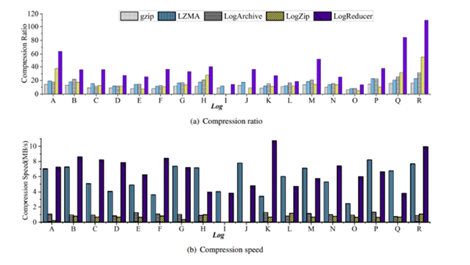 gzip LZMA LogArchive LogZip LogReducer
Compression Ratio
120
100
80
60
40
20
0
A B C D E F G H I J K L M N O P Q R
Log
(a) Compression ratio
Compression Speed(MB/s)
10
8
6
4
2
0
A B C D E F G H I J K L M N O P Q R
Log
(b) Compression speed